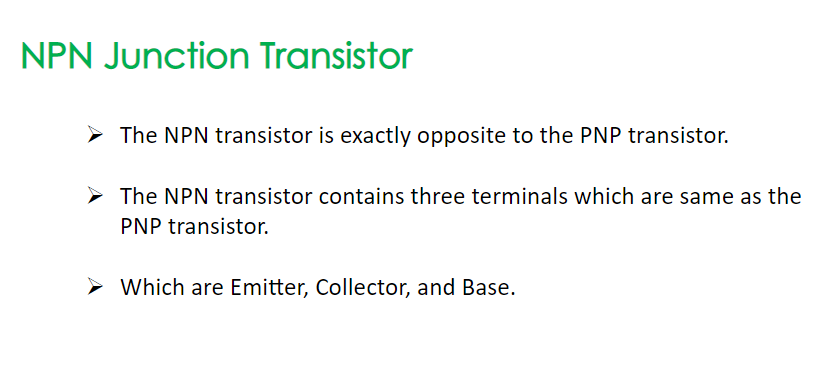 NPN Junction Transistor
➢ The NPN transistor is exactly opposite to the PNP transistor.
➢ The NPN transistor contains three terminals which are same as the
PNP transistor.
➢ Which are Emitter, Collector, and Base.